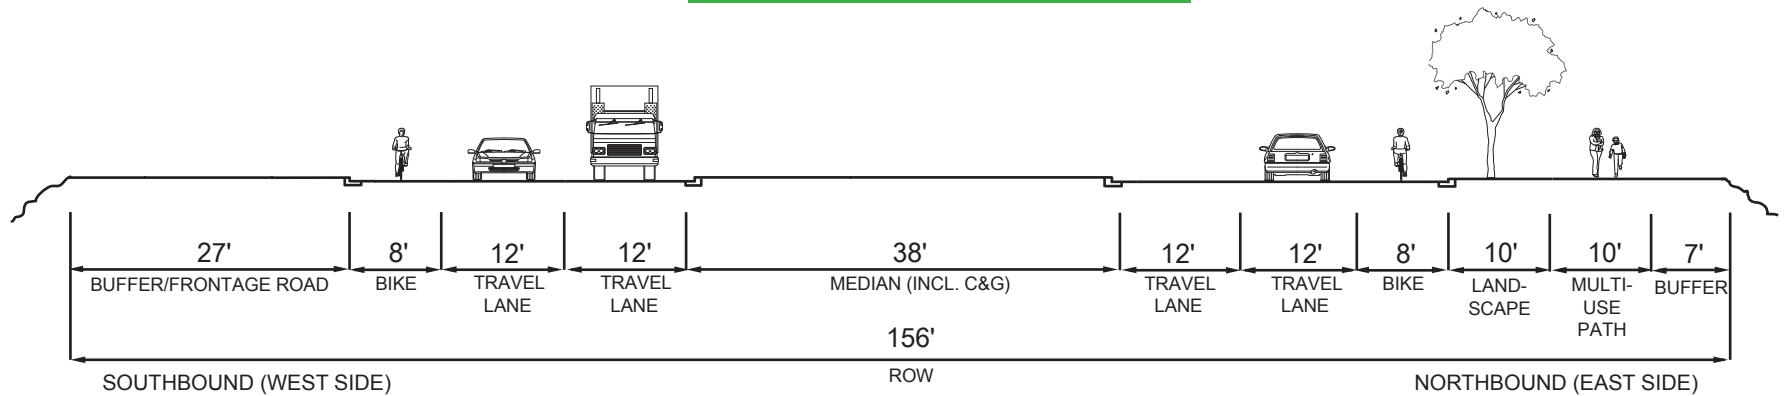 27' 8' 12' 12' 38' 12' 12' 8' 10' 10' 7'
BUFFER/FRONTAGE ROAD
BIKE
TRAVEL
LANE
TRAVEL
LANE
MEDIAN (INCL. C&G)
TRAVEL
LANE
TRAVEL
LANE
BIKE
LAND-
SCAPE
MULTI-
USE
PATH
BUFFER
156'
ROW
SOUTHBOUND (WEST SIDE)
NORTHBOUND (EAST SIDE)